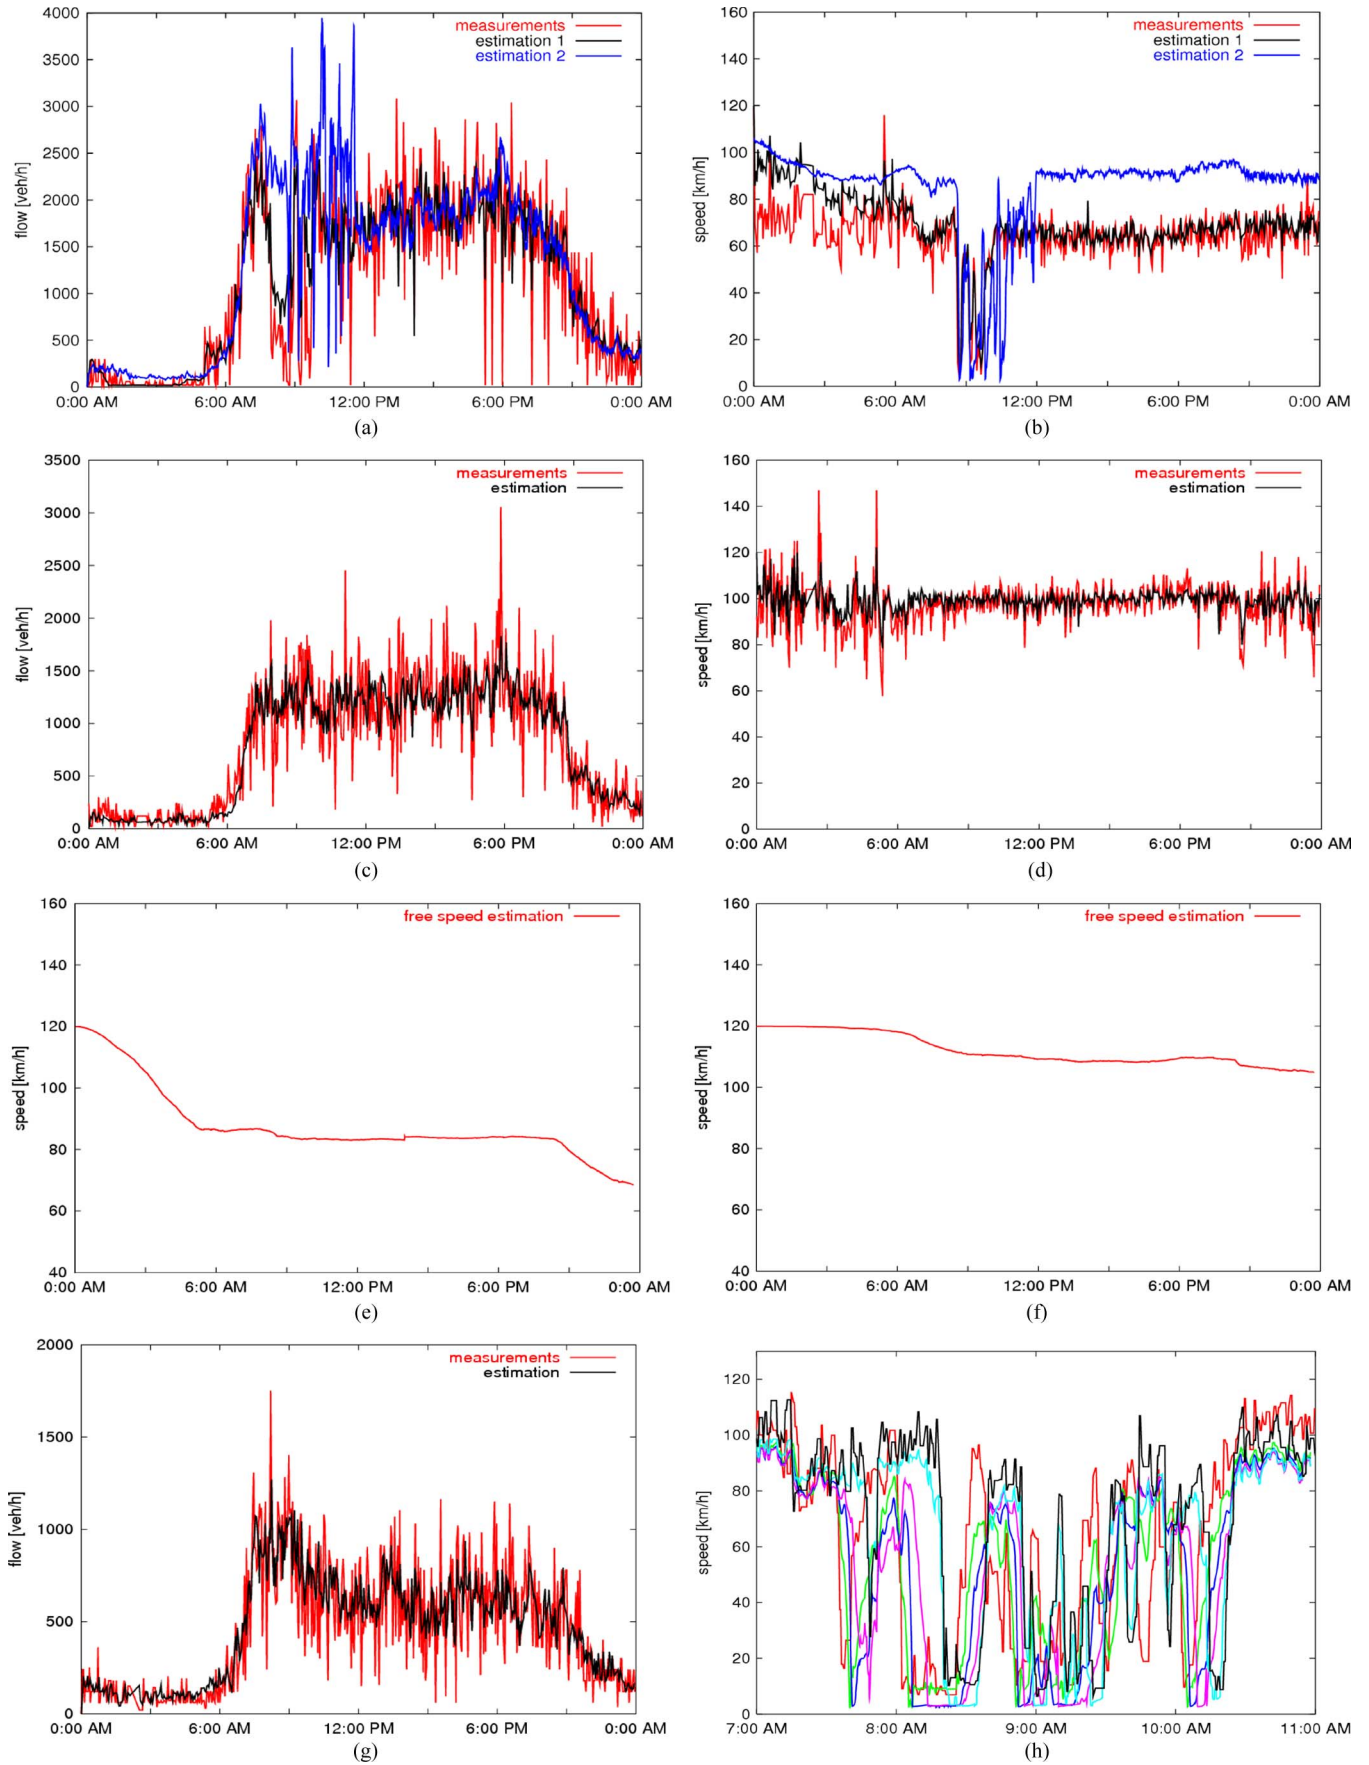 4000
3500
3000
2500
2000
1500
1000
500
0
flow [veh/h]
measurements
estimation 1
estimation 2
0:00 AM 6:00 AM 12:00 PM 6:00 PM 0:00 AM
(a)
160
140
120
100
80
60
40
20
0
speed [km/h]
measurements
estimation 1
estimation 2
0:00 AM 6:00 AM 12:00 PM 6:00 PM 0:00 AM
(b)
3500
3000
2500
2000
1500
1000
500
0
flow [veh/h]
measurements
estimation
0:00 AM 6:00 AM 12:00 PM 6:00 PM 0:00 AM
(c)
160
140
120
100
80
60
40
20
0
speed [km/h]
measurements
estimation
0:00 AM 6:00 AM 12:00 PM 6:00 PM 0:00 AM
(d)
160
140
120
100
80
60
40
speed [km/h]
free speed estimation
0:00 AM 6:00 AM 12:00 PM 6:00 PM 0:00 AM
(e)
160
140
120
100
80
60
40
speed [km/h]
free speed estimation
0:00 AM 6:00 AM 12:00 PM 6:00 PM 0:00 AM
(f)
2000
1500
1000
500
0
flow [veh/h]
measurements
estimation
0:00 AM 6:00 AM 12:00 PM 6:00 PM 0:00 AM
(g)
120
100
80
60
40
20
0
speed [km/h]
7:00 AM 8:00 AM 9:00 AM 10:00 AM 11:00 AM
(h)